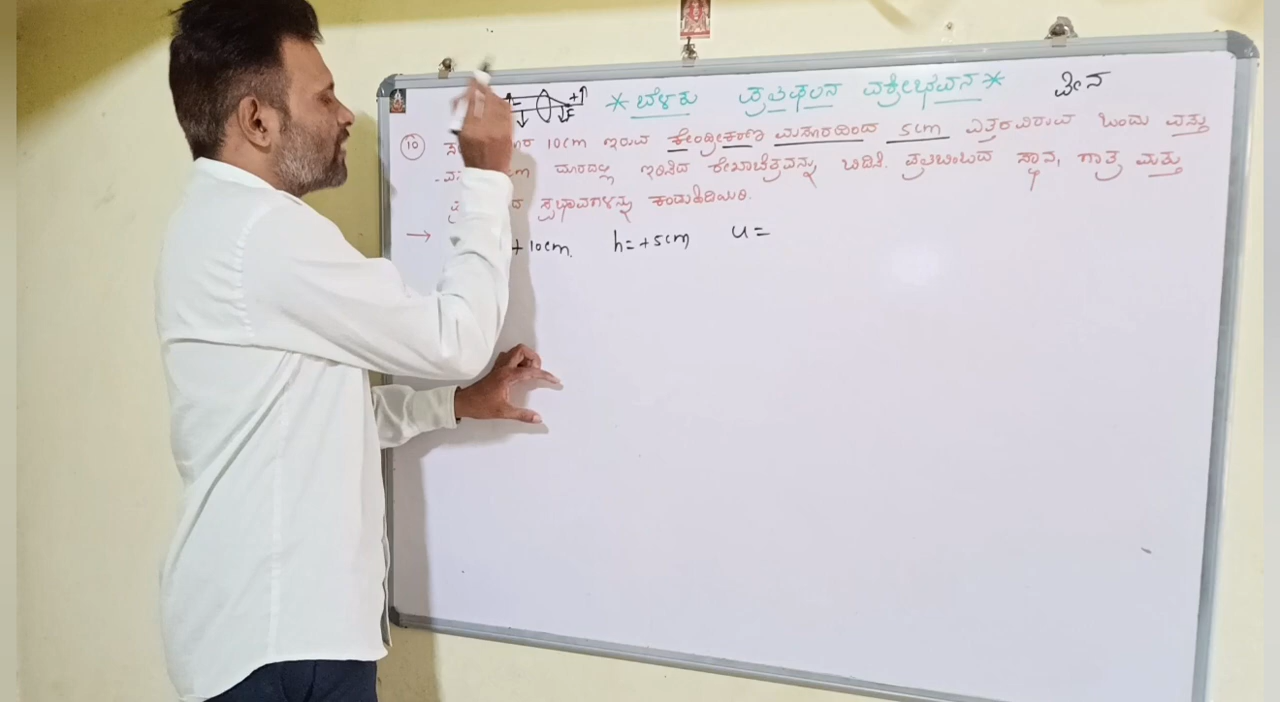 * ಬೆಳಕು ಪ್ರತಿಫಲನ ವಕ್ರೀಭವನ *
10 10cm ಇರುವ ಕೇಂದ್ರೀಕರಣ ಮಸೂರದಿಂದ 5cm ಎತ್ತರವಿರುವ ಒಂದು ವಸ್ತು
ದೂರದಲ್ಲಿ ಇರಿಸಿದೆ ರೇಖಾಚಿತ್ರವನ್ನು ಬಿಡಿಸಿ. ಪ್ರತಿಬಿಂಬದ ಸ್ಥಾನ, ಗಾತ್ರ ಮತ್ತು
ಸ್ವಭಾವಗಳನ್ನು ಕಂಡುಹಿಡಿಯಿರಿ.
→ +10cm. h=+5cm u=